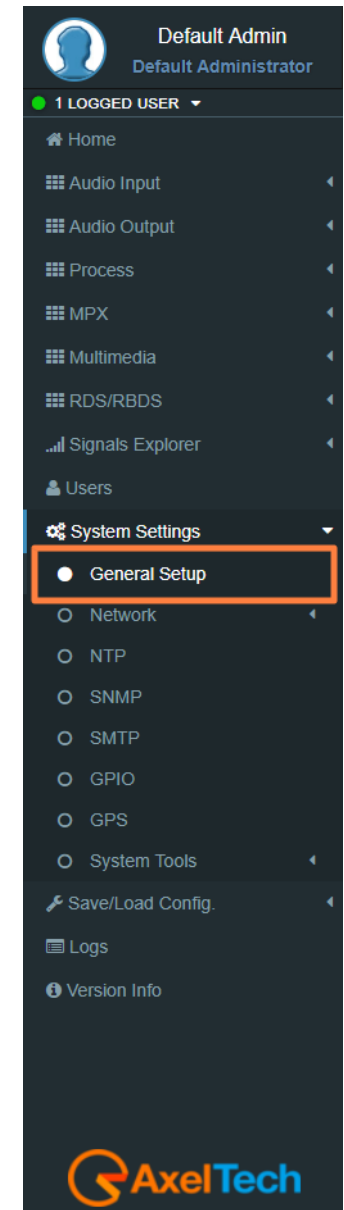 Default Admin
Default Administrator
1 LOGGED USER
Home
Audio Input
Audio Output
Process
MPX
Multimedia
RDS/RBDS
Signals Explorer
Users
System Settings
General Setup
Network
NTP
SNMP
SMTP
GPIO
GPS
System Tools
Save/Load Config.
Logs
Version Info
AxelTech